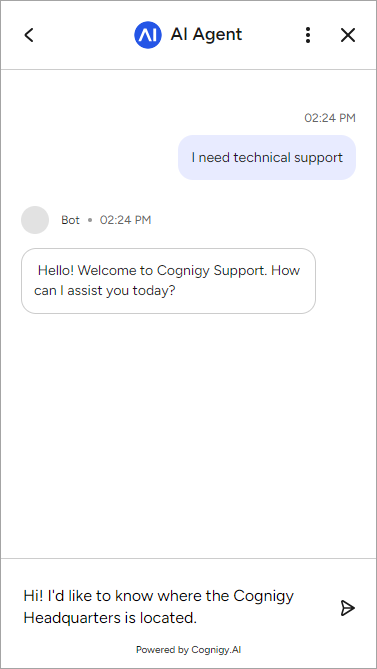 AI AI Agent
02:24 PM
I need technical support
Bot • 02:24 PM
Hello! Welcome to Cognigy Support. How
can I assist you today?
Hi! I'd like to know where the Cognigy
Headquarters is located.
Powered by Cognigy.AI